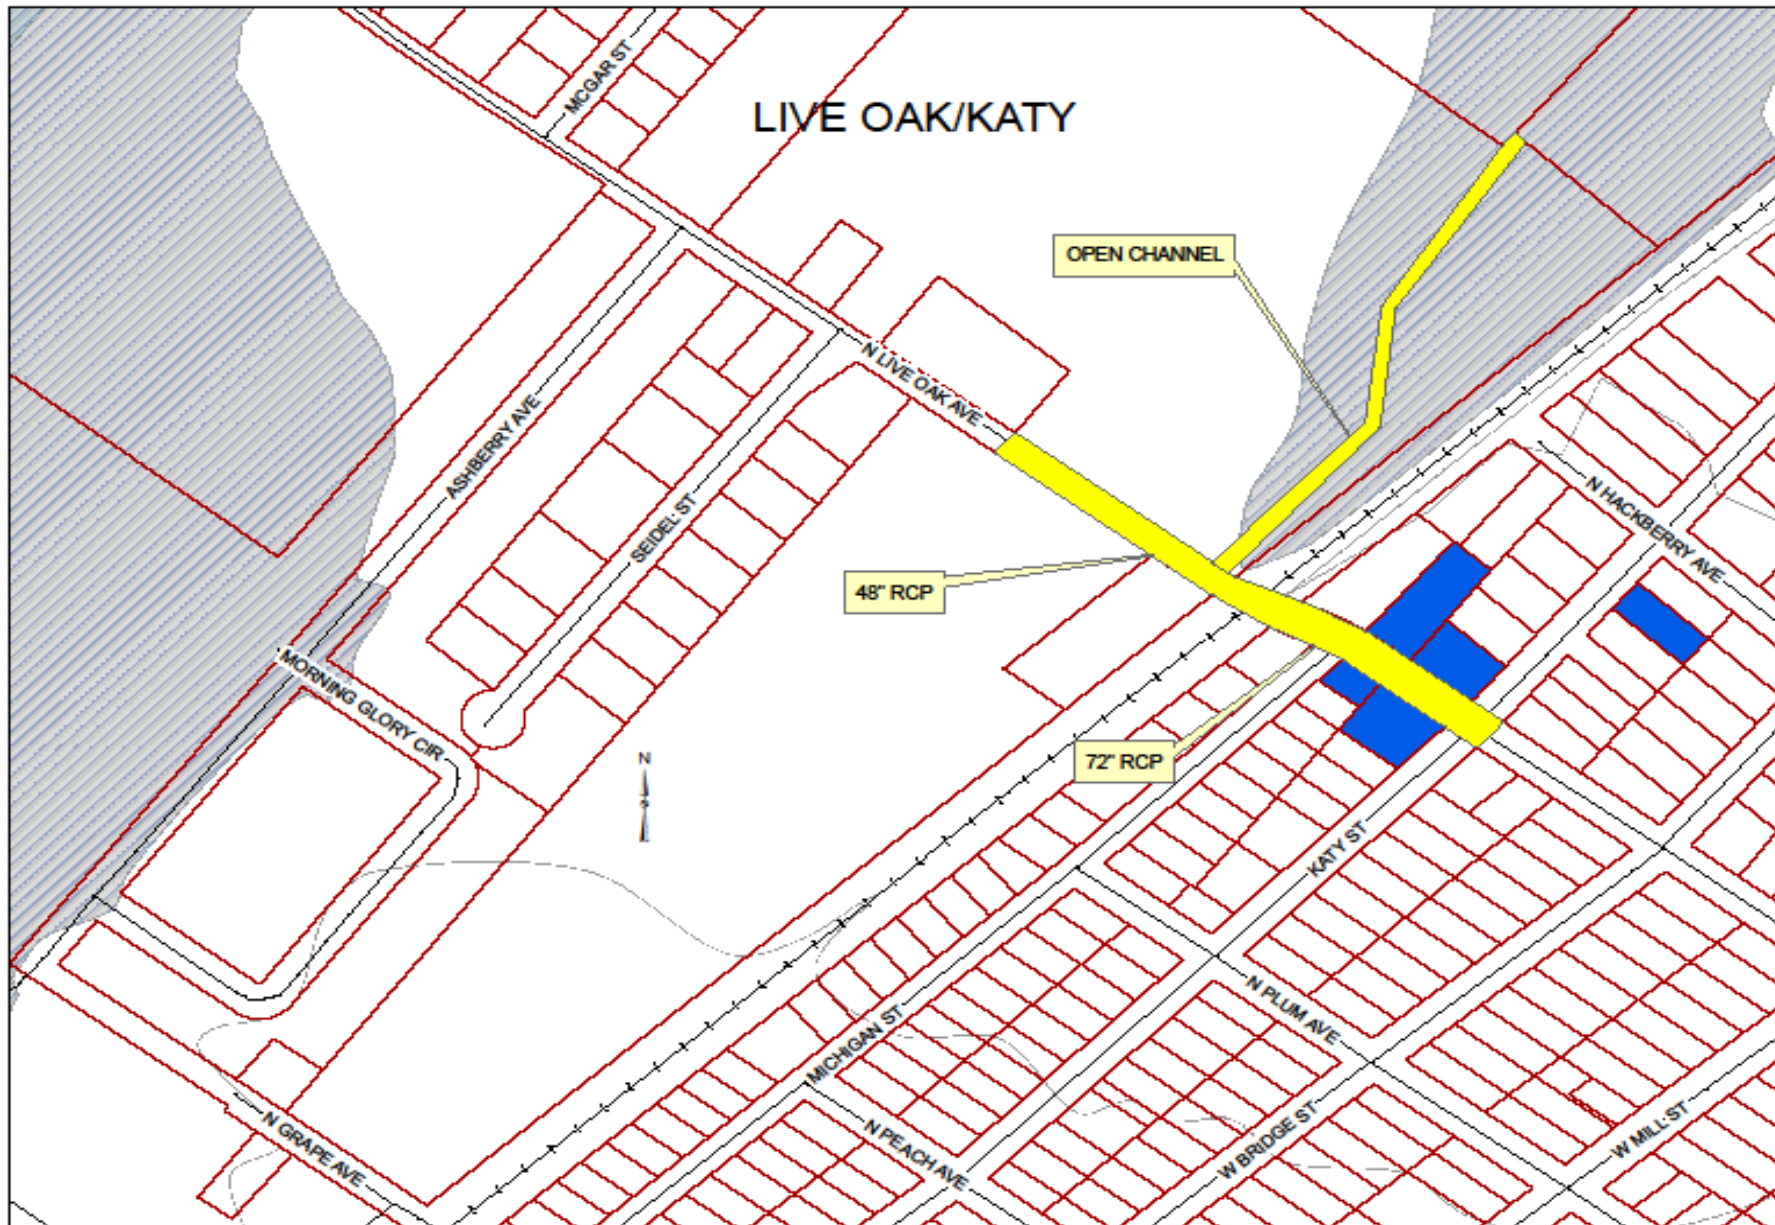 MCGAR ST
LIVE OAK/KATY
OPEN CHANNEL
N LIVE OAK AVE
ASHBERRY AVE
SEIDEL ST
N HACKBERRY AVE
48" RCP
MORNING GLORY CIR
72" RCP
N
KATY ST
N PLUM AVE
MICHIGAN ST
N PEACH AVE
N GRAPE AVE
W BRIDGE ST
W MILL ST